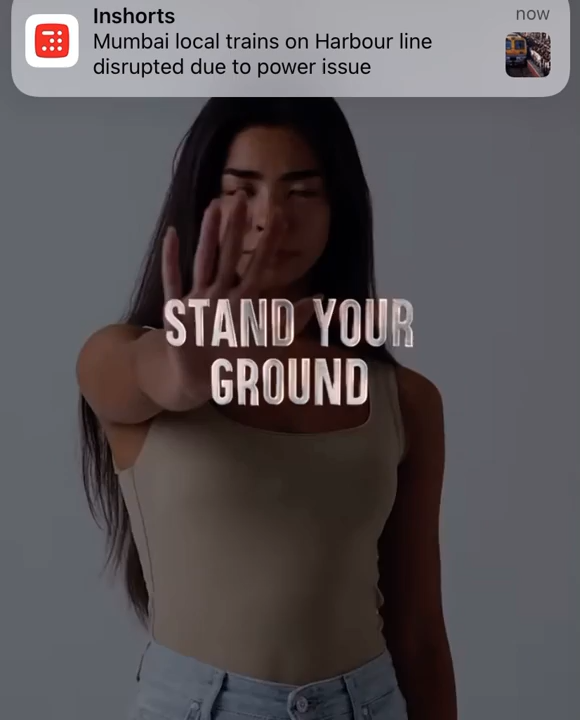 Inshorts
now
Mumbai local trains on Harbour line
disrupted due to power issue
STAND YOUR
GROUND